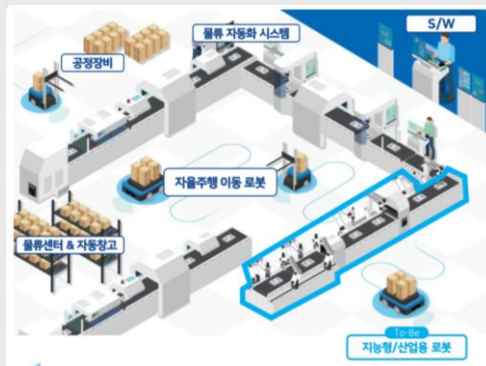 S/W
물류 자동화 시스템
공정장비
자율주행 이동 로봇
물류센터 & 자동창고
To-Be
지능형/산업용 로봇